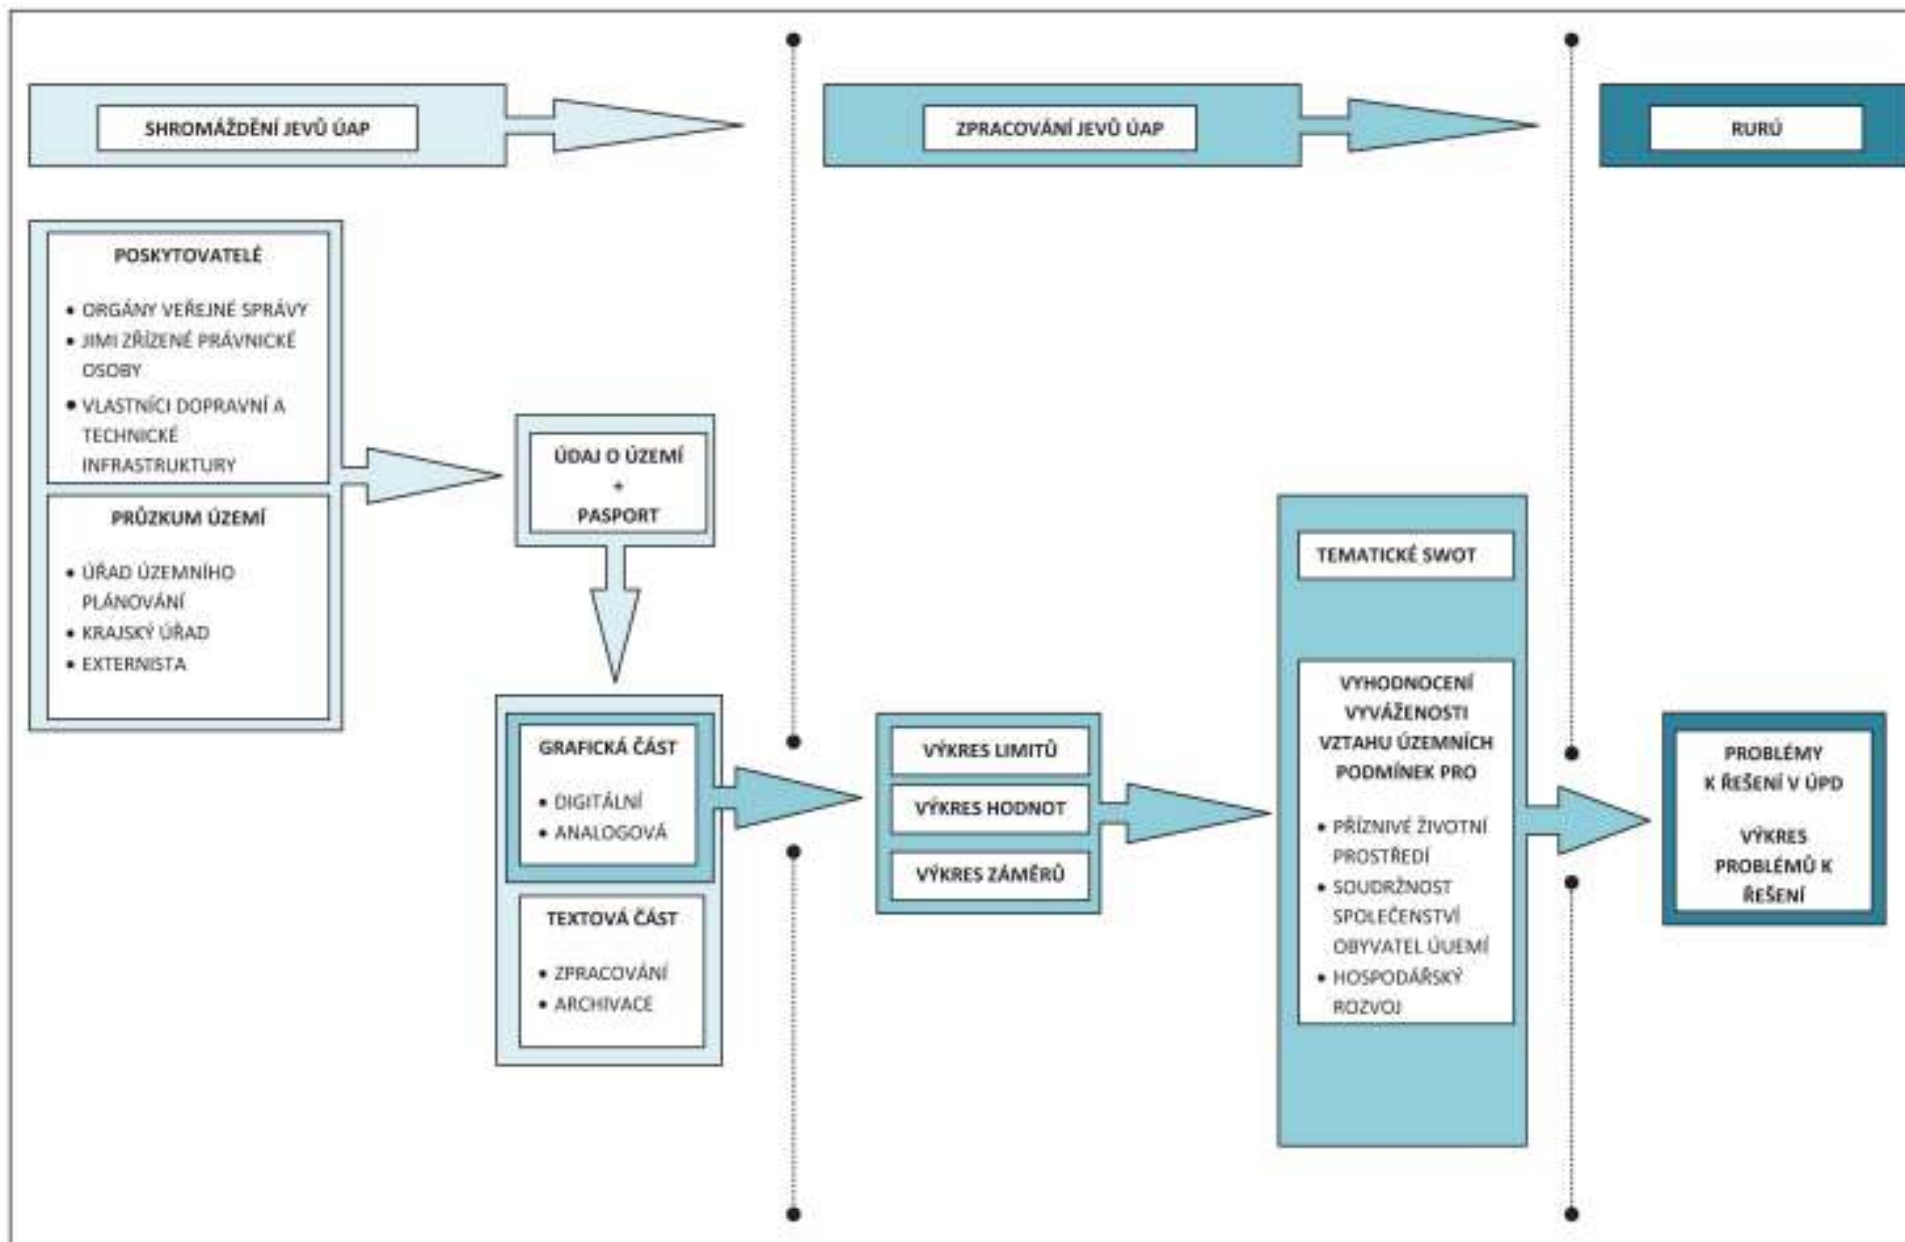 SHROMÁŽDĚNÍ JEVŮ ÚAP
ZPRACOVÁNÍ JEVŮ ÚAP
RURÚ
POSKYTOVATELÉ
• ORGÁNY VEŘEJNÉ SPRÁVY
• JIMI ZŘÍZENÉ PRÁVNICKÉ
OSOBY
• VLASTNÍCI DOPRAVNÍ A
TECHNICKÉ
INFRASTRUKTURY
PRŮZKUM ÚZEMÍ
• ÚŘAD ÚZEMNÍHO
PLÁNOVÁNÍ
• KRAJSKÝ ÚŘAD
• EXTERNISTA
ÚDAJ O ÚZEMÍ
+
PASPORT
GRAFICKÁ ČÁST
• DIGITÁLNÍ
• ANALOGOVÁ
TEXTOVÁ ČÁST
• ZPRACOVÁNÍ
• ARCHIVACE
VÝKRES LIMITŮ
VÝKRES HODNOT
VÝKRES ZÁMĚRŮ
TEMATICKÉ SWOT
VYHODNOCENÍ
VYVÁŽENOSTI
VZTAHU ÚZEMNÍCH
PODMÍNEK PRO
• PŘÍZNIVÉ ŽIVOTNÍ
PROSTŘEDÍ
• SOUDRŽNOST
SPOLEČENSTVÍ
OBYVATEL ÚUEMÍ
• HOSPODÁŘSKÝ
ROZVOJ
PROBLÉMY
K ŘEŠENÍ V ÚPD
VÝKRES
PROBLÉMŮ K
ŘEŠENÍ